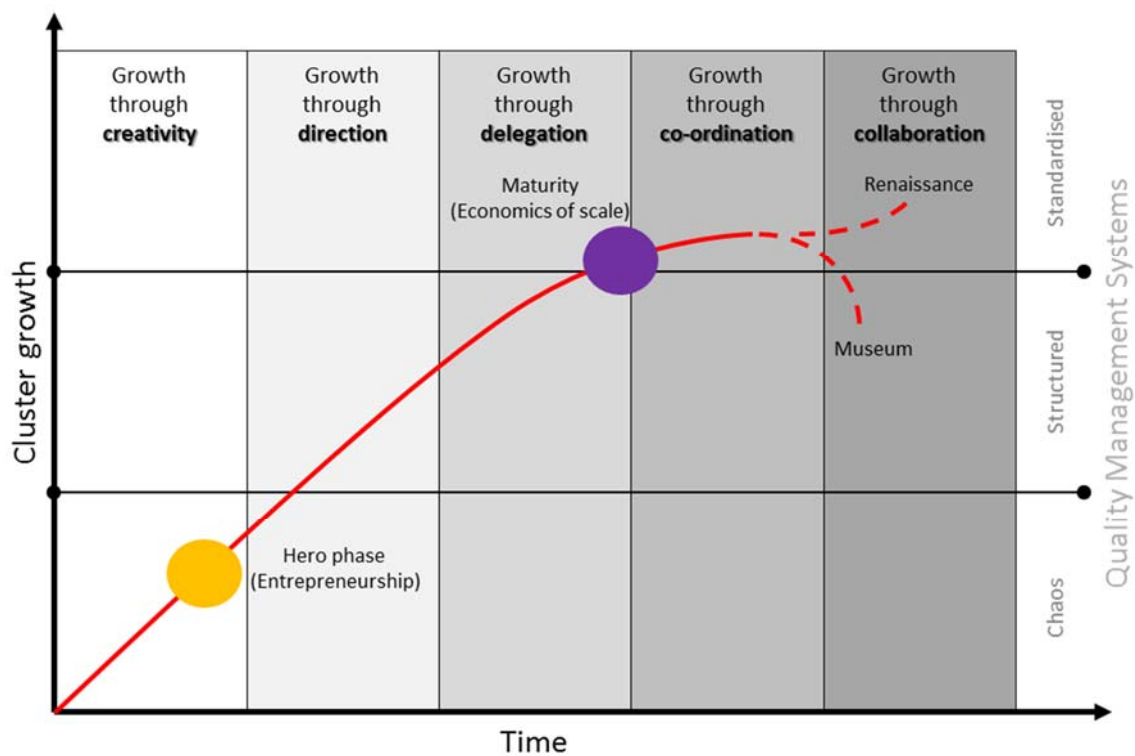 Growth
through
creativity
Growth
through
direction
Growth
through
delegation
Growth
through
co-ordination
Growth
through
collaboration
Maturity
(Economics of scale)
Renaissance
Museum
Hero phase
(Entrepreneurship)
Cluster growth
Time
Standardised
Structured
Chaos
Quality Management Systems